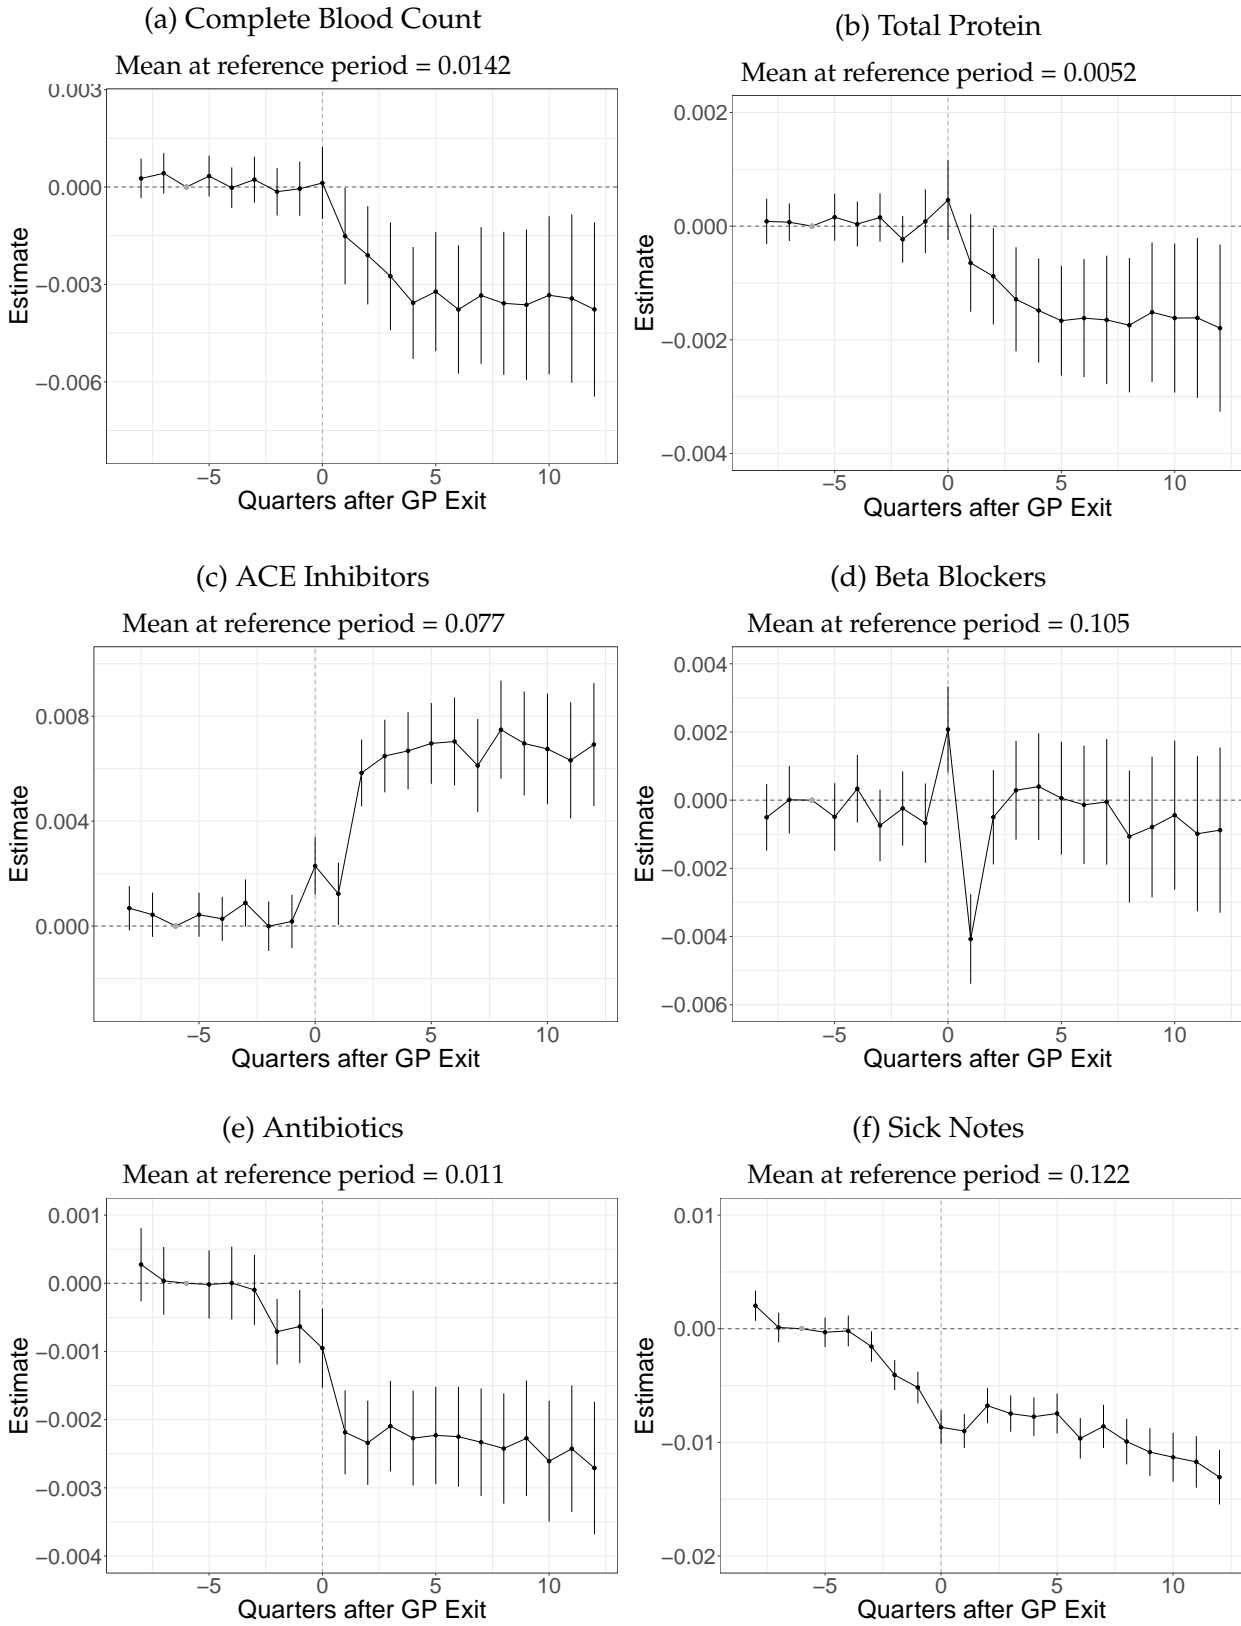 (a) Complete Blood Count
Mean at reference period = 0.0142
0.003
0.000
−0.003
−0.006
Estimate
−5 0 5 10
Quarters after GP Exit
(b) Total Protein
Mean at reference period = 0.0052
0.002
0.000
−0.002
−0.004
Estimate
−5 0 5 10
Quarters after GP Exit
(c) ACE Inhibitors
Mean at reference period = 0.077
0.008
0.004
0.000
Estimate
−5 0 5 10
Quarters after GP Exit
(d) Beta Blockers
Mean at reference period = 0.105
0.004
0.002
0.000
−0.002
−0.004
−0.006
Estimate
−5 0 5 10
Quarters after GP Exit
(e) Antibiotics
Mean at reference period = 0.011
0.001
0.000
−0.001
−0.002
−0.003
−0.004
Estimate
−5 0 5 10
Quarters after GP Exit
(f) Sick Notes
Mean at reference period = 0.122
0.01
0.00
−0.01
−0.02
Estimate
−5 0 5 10
Quarters after GP Exit